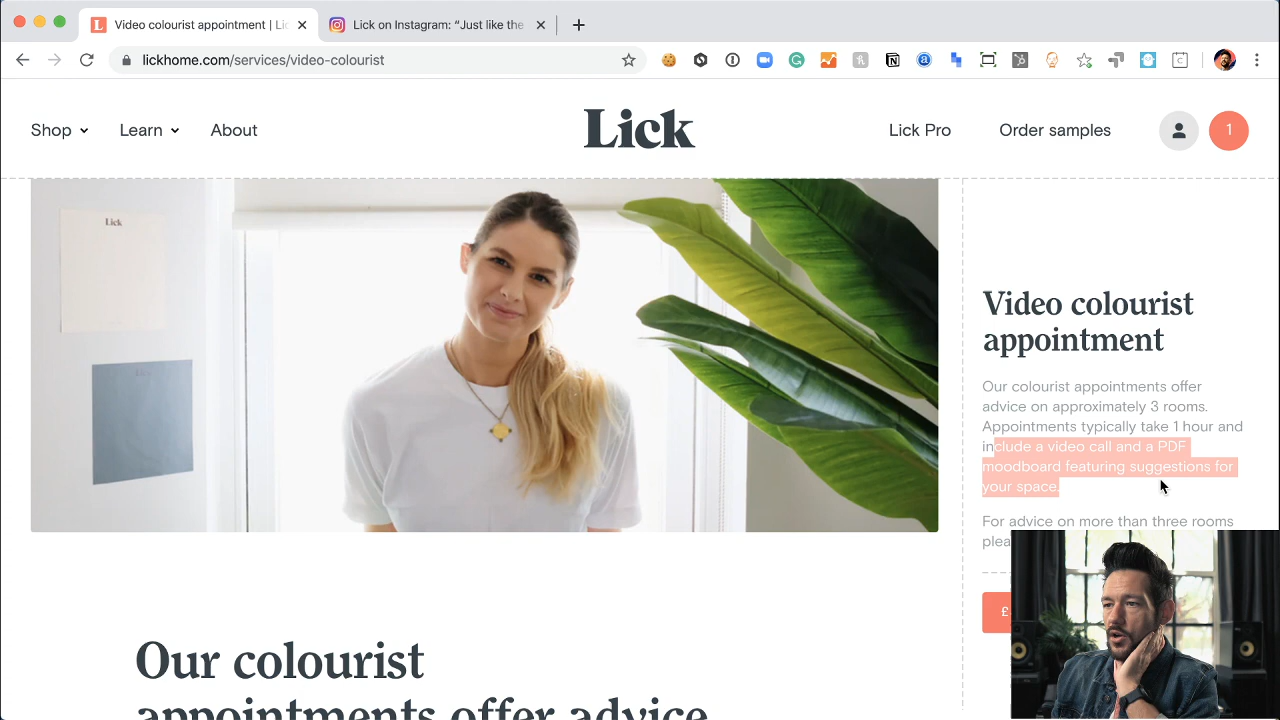 Video colourist appointment | Lic
Lick on Instagram: “Just like the
lickhome.com/services/video-colourist
Shop
Learn
About
Lick
Lick Pro
Order samples
1
Lick
Video colourist
appointment
Our colourist appointments offer
advice on approximately 3 rooms.
Appointments typically take 1 hour and
include a video call and a PDF
moodboard featuring suggestions for
your space.
For advice on more than three rooms
£
Our colourist
appointments offer advice